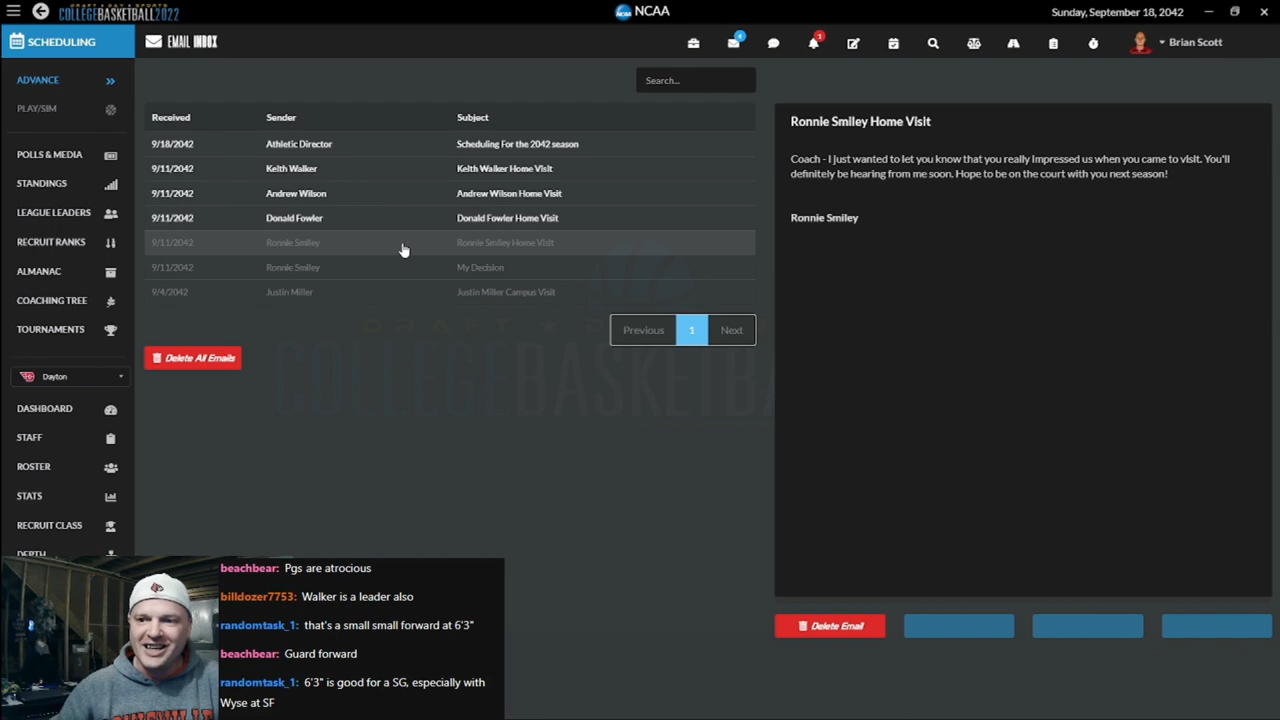 DRAFT DAY SPORTS
COLLEGEBASKETBALL2022
NCAA
Sunday, September 18, 2042
SCHEDULING
EMAIL INBOX
4
1
Brian Scott
ADVANCE
PLAY/SIM
POLLS & MEDIA
STANDINGS
LEAGUE LEADERS
RECRUIT RANKS
ALMANAC
COACHING TREE
TOURNAMENTS
Dayton
DASHBOARD
STAFF
ROSTER
STATS
RECRUIT CLASS
DEPTH
Search...
Received Sender Subject
9/18/2042 Athletic Director Scheduling For the 2042 season
9/11/2042 Keith Walker Keith Walker Home Visit
9/11/2042 Andrew Wilson Andrew Wilson Home Visit
9/11/2042 Donald Fowler Donald Fowler Home Visit
9/11/2042 Ronnie Smiley Ronnie Smiley Home Visit
9/11/2042 Ronnie Smiley My Decision
9/4/2042 Justin Miller Justin Miller Campus Visit
Previous 1 Next
Delete All Emails
DRAFT D
COLLEGEBASKETBA
Ronnie Smiley Home Visit
Coach - I just wanted to let you know that you really impressed us when you came to visit. You'll
definitely be hearing from me soon. Hope to be on the court with you next season!
Ronnie Smiley
Delete Email
beachbear: Pgs are atrocious
billdozer7753: Walker is a leader also
randomtask_1: that's a small small forward at 6'3"
beachbear: Guard forward
randomtask_1: 6'3" is good for a SG, especially with
Wyse at SF